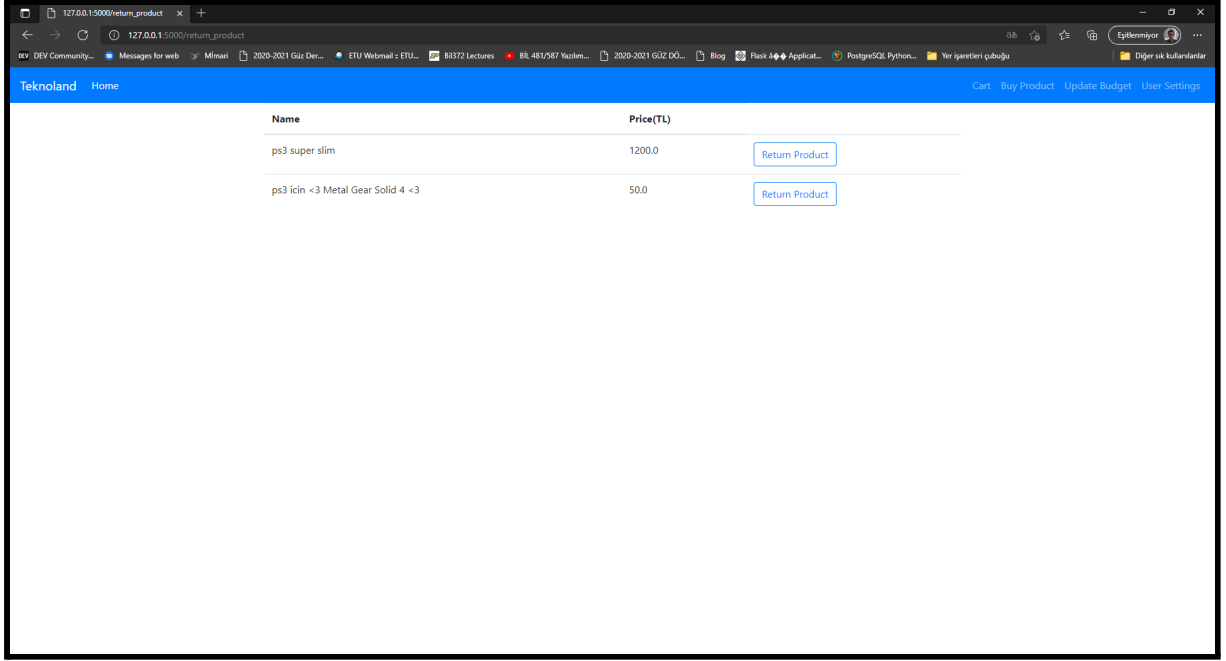 127.0.0.1:5000/return_product
127.0.0.1:5000/return_product
Eşitlenmiyor
DEV DEV Community... Messages for web Mimari 2020-2021 Güz Der... ETU Webmail :: ETU... Bil372 Lectures BİL 481/587 Yazılım... 2020-2021 GÜZ DÖ... Blog Flask â�� Applicat... PostgreSQL Python... Yer işaretleri çubuğu Diğer sık kullanılanlar
Teknoland Home Cart Buy Product Update Budget User Settings
Name Price(TL)
ps3 super slim 1200.0 Return Product
ps3 icin <3 Metal Gear Solid 4 <3 50.0 Return Product